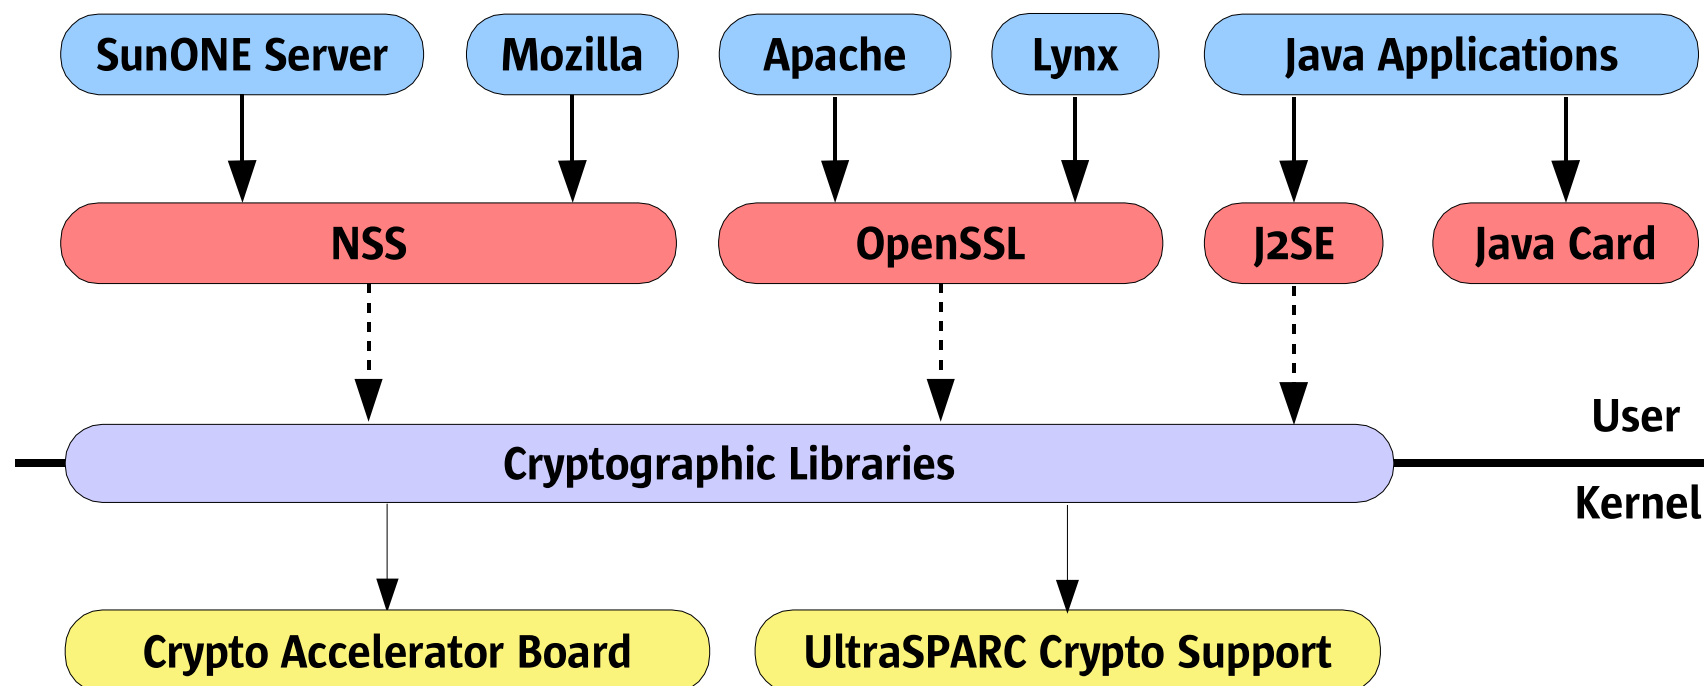 SunONE Server
Mozilla
Apache
Lynx
Java Applications
NSS
OpenSSL
J2SE
Java Card
User
Cryptographic Libraries
Kernel
Crypto Accelerator Board
UltraSPARC Crypto Support